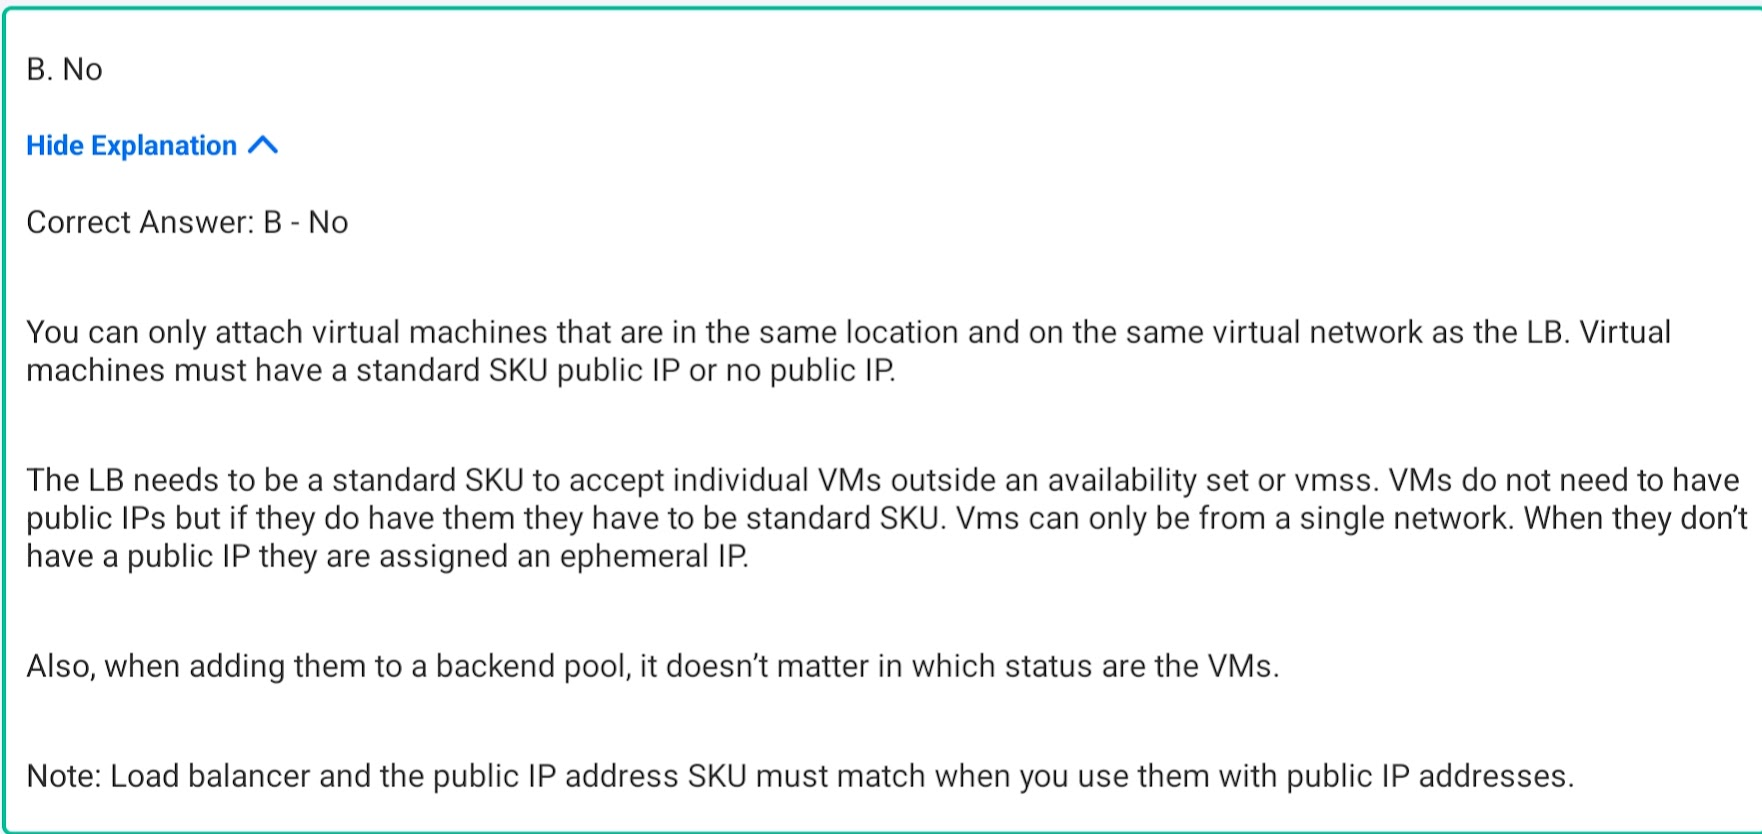 B. No
Hide Explanation
Correct Answer: B - No
You can only attach virtual machines that are in the same location and on the same virtual network as the LB. Virtual
machines must have a standard SKU public IP or no public IP.
The LB needs to be a standard SKU to accept individual VMs outside an availability set or vmss. VMs do not need to have
public IPs but if they do have them they have to be standard SKU. Vms can only be from a single network. When they don't
have a public IP they are assigned an ephemeral IP.
Also, when adding them to a backend pool, it doesn't matter in which status are the VMs.
Note: Load balancer and the public IP address SKU must match when you use them with public IP addresses.